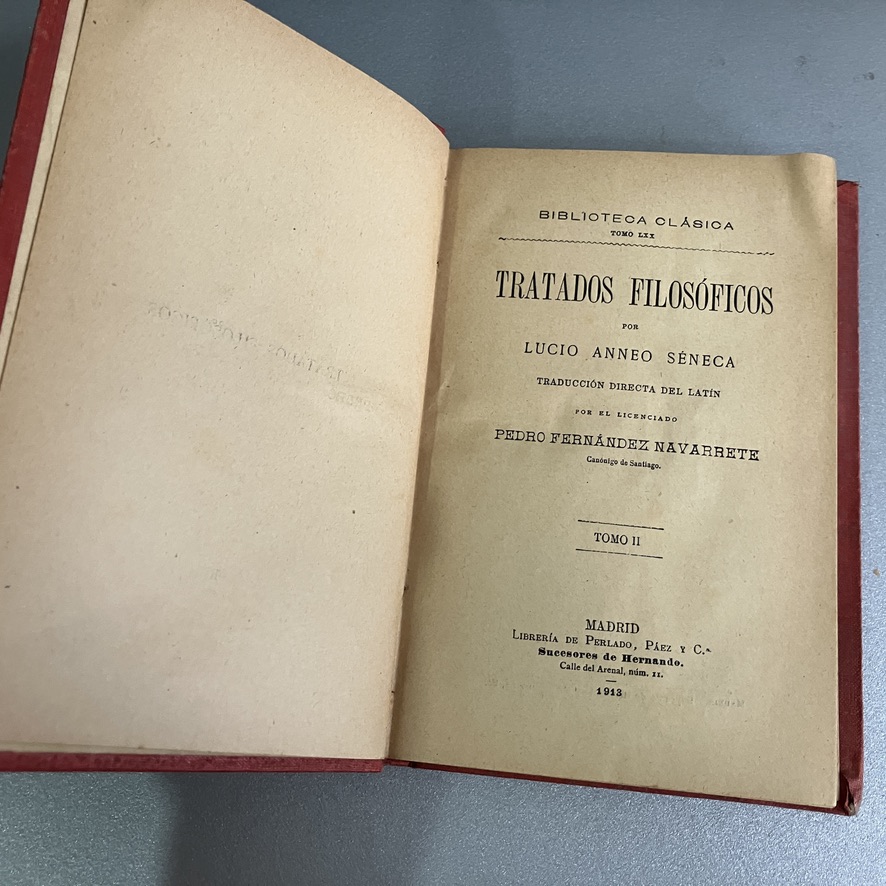 BIBLIOTECA CLÁSICA
TOMO LXX
TRATADOS FILOSÓFICOS
POR
LUCIO ANNEO SÉNECA
TRADUCCIÓN DIRECTA DEL LATÍN
POR EL LICENCIADO
PEDRO FERNÁNDEZ NAVARRETE
Canónigo de Santiago.
TOMO II
MADRID
LIBRERÍA DE PERLADO, PÁEZ Y C.ª
Sucesores de Hernando.
Calle del Arenal, núm. 11.
1913